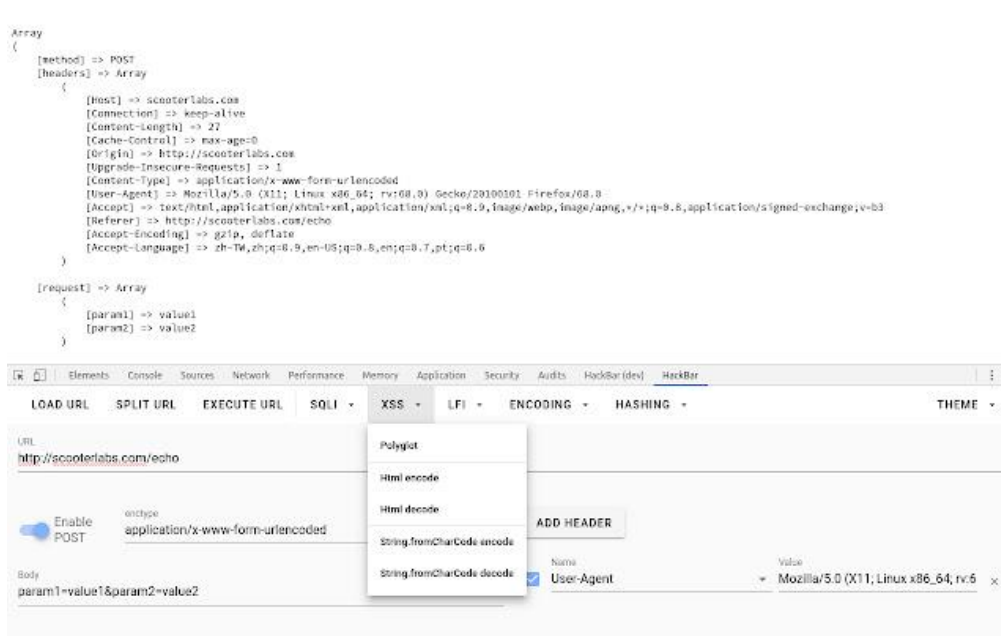 Array
(
[method] => POST
[headers] => Array
(
[Host] => scooterlabs.com
[Connection] => keep-alive
[Content-Length] => 27
[Cache-Control] => max-age=0
[Origin] => http://scooterlabs.com
[Upgrade-Insecure-Requests] => 1
[Content-Type] => application/x-www-form-urlencoded
[User-Agent] => Mozilla/5.0 (X11; Linux x86_64; rv:68.0) Gecko/20100101 Firefox/68.0
[Accept] => text/html,application/xhtml+xml,application/xml;q=0.9,image/webp,image/apng,*/*;q=0.8,application/signed-exchange;v=b3
[Referer] => http://scooterlabs.com/echo
[Accept-Encoding] => gzip, deflate
[Accept-Language] => zh-TW,zh;q=0.9,en-US;q=0.8,en;q=0.7,pt;q=0.6
)
[request] => Array
(
[param1] => value1
[param2] => value2
)
Elements Console Sources Network Performance Memory Application Security Audits HackBar(dev) HackBar
LOAD URL SPLIT URL EXECUTE URL SQLI XSS LFI ENCODING HASHING THEME
URL
http://scooterlabs.com/echo
Polyglot
Html encode
Html decode
String.fromCharCode encode
String.fromCharCode decode
Enable POST
enctype
application/x-www-form-urlencoded
ADD HEADER
Body
param1=value1&param2=value2
Name
User-Agent
Value
Mozilla/5.0 (X11; Linux x86_64; rv:6